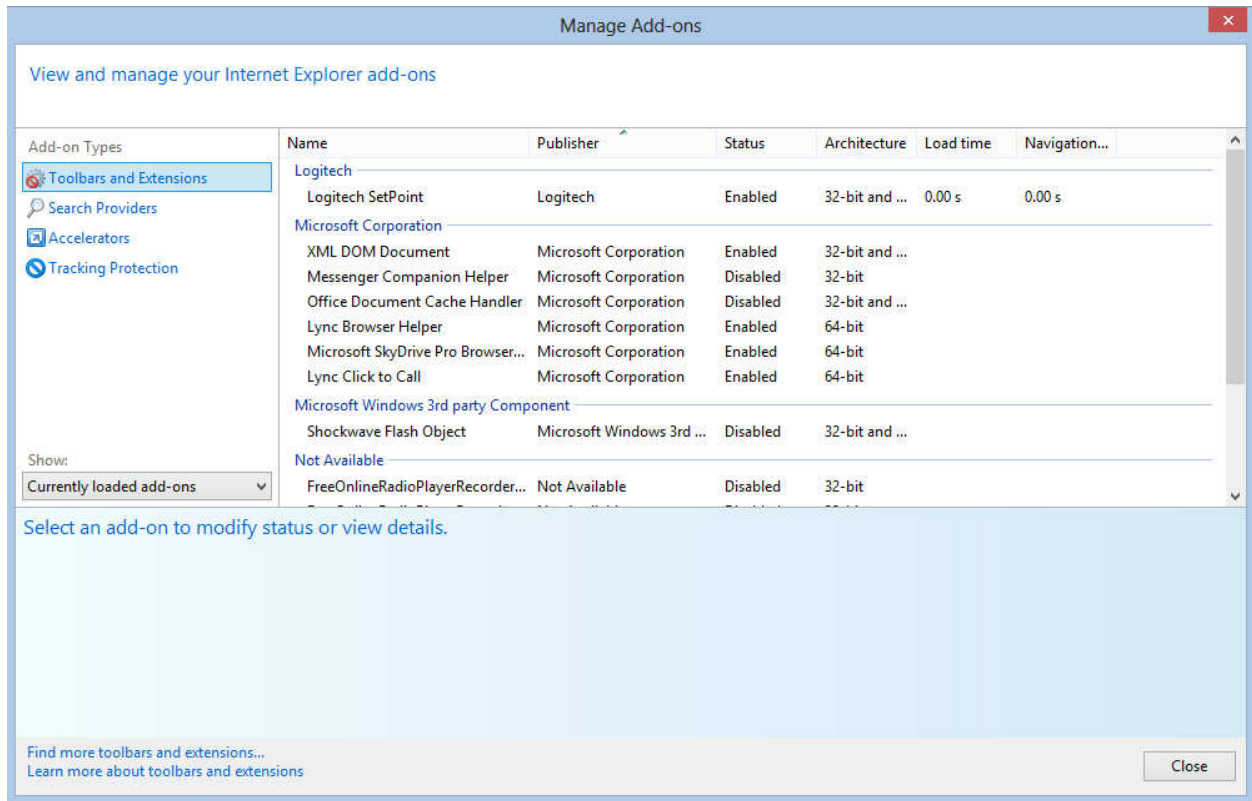 Manage Add-ons
View and manage your Internet Explorer add-ons
Add-on Types
Toolbars and Extensions
Search Providers
Accelerators
Tracking Protection
Show:
Currently loaded add-ons
Name Publisher Status Architecture Load time Navigation...
Logitech
Logitech SetPoint Logitech Enabled 32-bit and ... 0.00 s 0.00 s
Microsoft Corporation
XML DOM Document Microsoft Corporation Enabled 32-bit and ...
Messenger Companion Helper Microsoft Corporation Disabled 32-bit
Office Document Cache Handler Microsoft Corporation Disabled 32-bit and ...
Lync Browser Helper Microsoft Corporation Enabled 64-bit
Microsoft SkyDrive Pro Browser... Microsoft Corporation Enabled 64-bit
Lync Click to Call Microsoft Corporation Enabled 64-bit
Microsoft Windows 3rd party Component
Shockwave Flash Object Microsoft Windows 3rd ... Disabled 32-bit and ...
Not Available
FreeOnlineRadioPlayerRecorder... Not Available Disabled 32-bit
Select an add-on to modify status or view details.
Find more toolbars and extensions...
Learn more about toolbars and extensions
Close